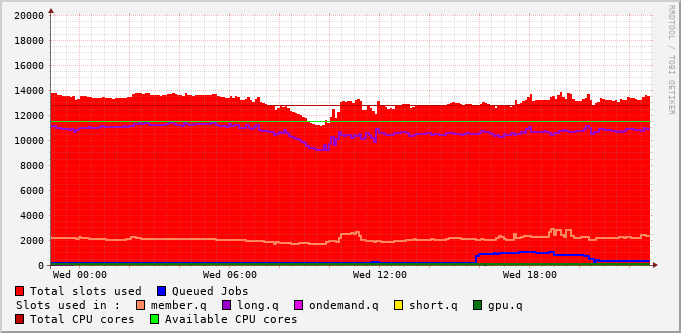 RRDTOOL / TOBI OETIKER
20000
18000
16000
14000
12000
10000
8000
6000
4000
2000
0
Wed 00:00 Wed 06:00 Wed 12:00 Wed 18:00
Total slots used Queued Jobs
Slots used in : member.q long.q ondemand.q short.q gpu.q
Total CPU cores Available CPU cores